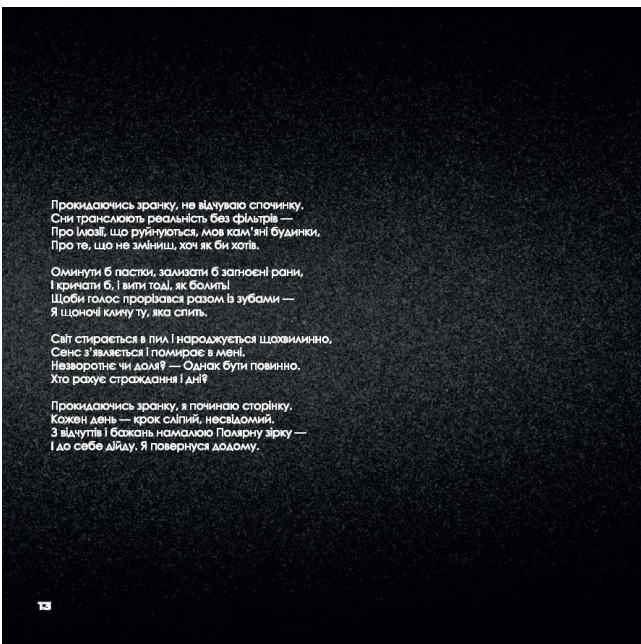 Прокидаючись зранку, не відчуваю спочинку.
Сни транслюють реальність без фільтрів —
Про ілюзії, що руйнуються, мов кам'яні будинки,
Про те, що не зміниш, хоч як би хотів.
Оминути б пастки, зализати б загноєні рани,
І кричати б, і вити тоді, як болить!
Щоби голос прорізався разом із зубами —
Я щоночі кличу ту, яка спить.
Світ стирається в пил і народжується щохвилинно,
Сенс з'являється і помирає в мені.
Незворотнє чи доля? — Однак бути повинно.
Хто рахує страждання і дні?
Прокидаючись зранку, я починаю сторінку.
Кожен день — крок сліпий, несвідомий.
З відчуттів і бажань намалюю Полярну зірку —
І до себе дійду. Я повернуся додому.
13